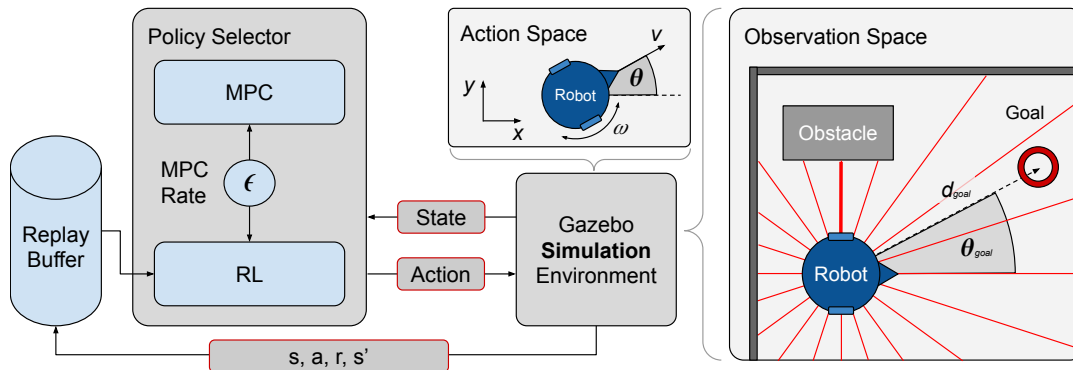 Policy Selector
MPC
MPC
Rate
ϵ
RL
Replay
Buffer
State
Action
s, a, r, s’
Action Space
v
y
x
θ
Robot
ω
Gazebo
Simulation
Environment
Observation Space
Obstacle
Goal
d_goal
θ_goal
Robot